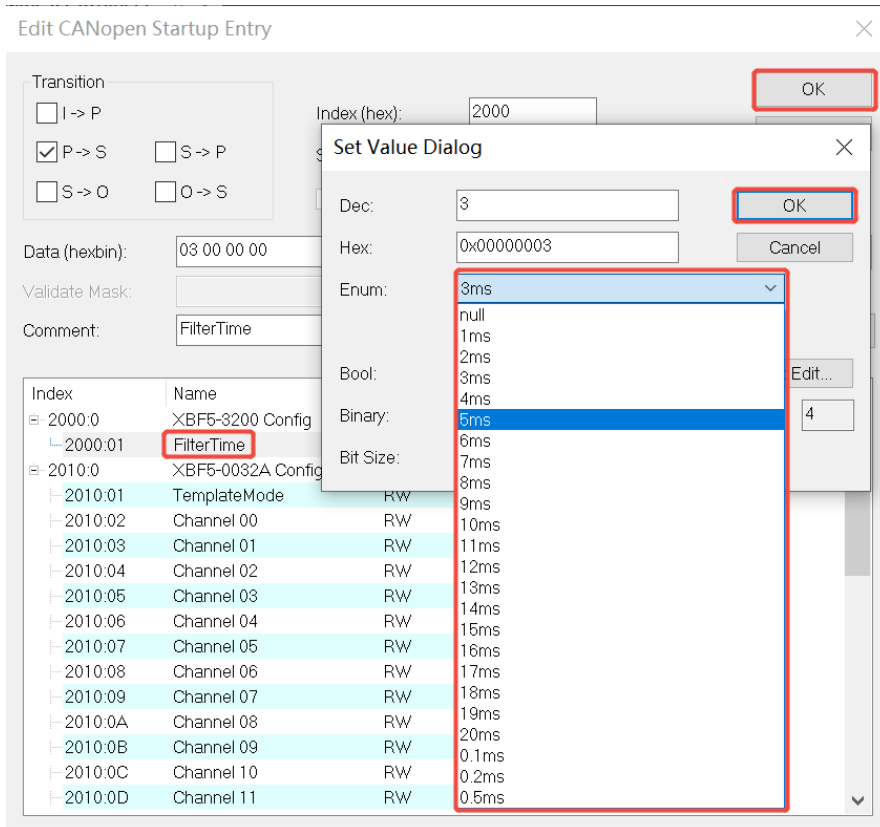 Edit CANopen Startup Entry
Transition
I -> P
P -> S
S -> P
S -> O
O -> S
Index (hex):
2000
OK
Data (hexbin):
03 00 00 00
Validate Mask:
Comment:
FilterTime
Set Value Dialog
Dec:
3
OK
Hex:
0x00000003
Cancel
Enum:
3ms
null
1ms
2ms
3ms
4ms
5ms
6ms
7ms
8ms
9ms
10ms
11ms
12ms
13ms
14ms
15ms
16ms
17ms
18ms
19ms
20ms
0.1ms
0.2ms
0.5ms
Bool:
Edit...
Binary:
4
Bit Size:
Index
Name
2000:0
XBF5-3200 Config
2000:01
FilterTime
2010:0
XBF5-0032A Config
2010:01
TemplateMode
RW
2010:02
Channel 00
RW
2010:03
Channel 01
RW
2010:04
Channel 02
RW
2010:05
Channel 03
RW
2010:06
Channel 04
RW
2010:07
Channel 05
RW
2010:08
Channel 06
RW
2010:09
Channel 07
RW
2010:0A
Channel 08
RW
2010:0B
Channel 09
RW
2010:0C
Channel 10
RW
2010:0D
Channel 11
RW